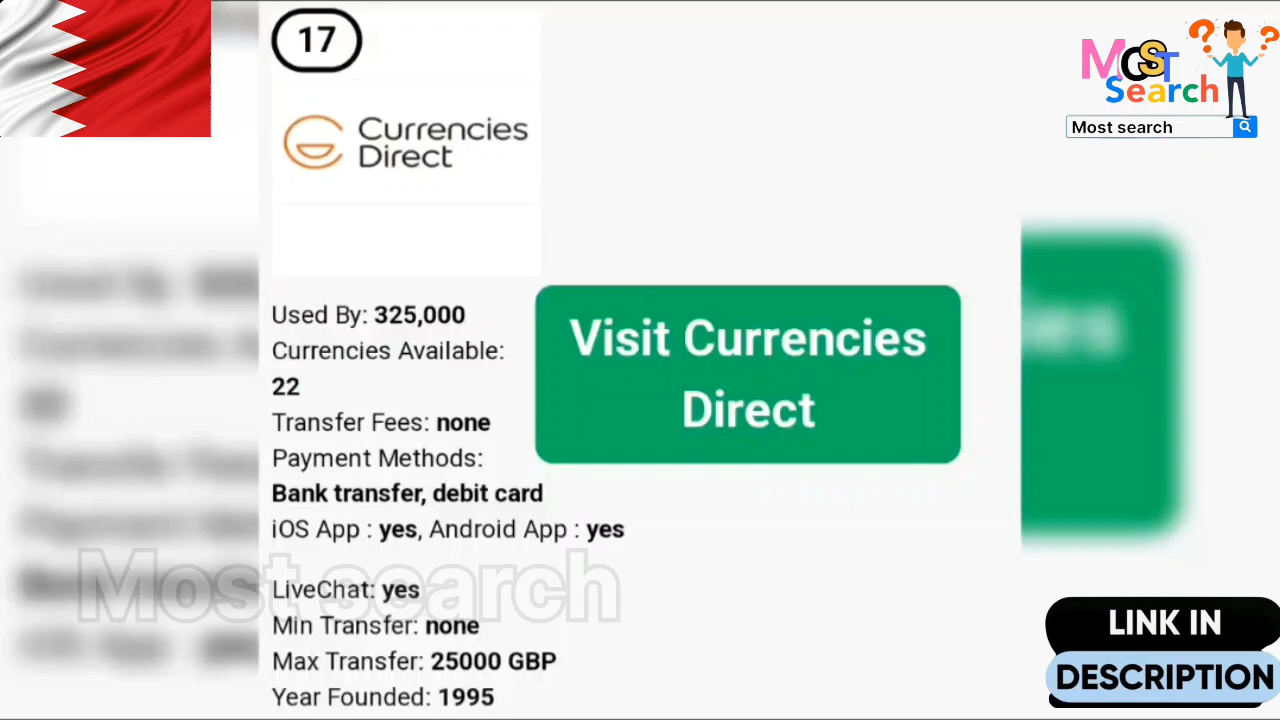 17
Most Search
Most search
Currencies
Direct
Used By: 325,000
Currencies Available:
22
Transfer Fees: none
Payment Methods:
Bank transfer, debit card
iOS App : yes, Android App : yes
Visit Currencies
Direct
Most search
LiveChat: yes
Min Transfer: none
Max Transfer: 25000 GBP
Year Founded: 1995
LINK IN
DESCRIPTION